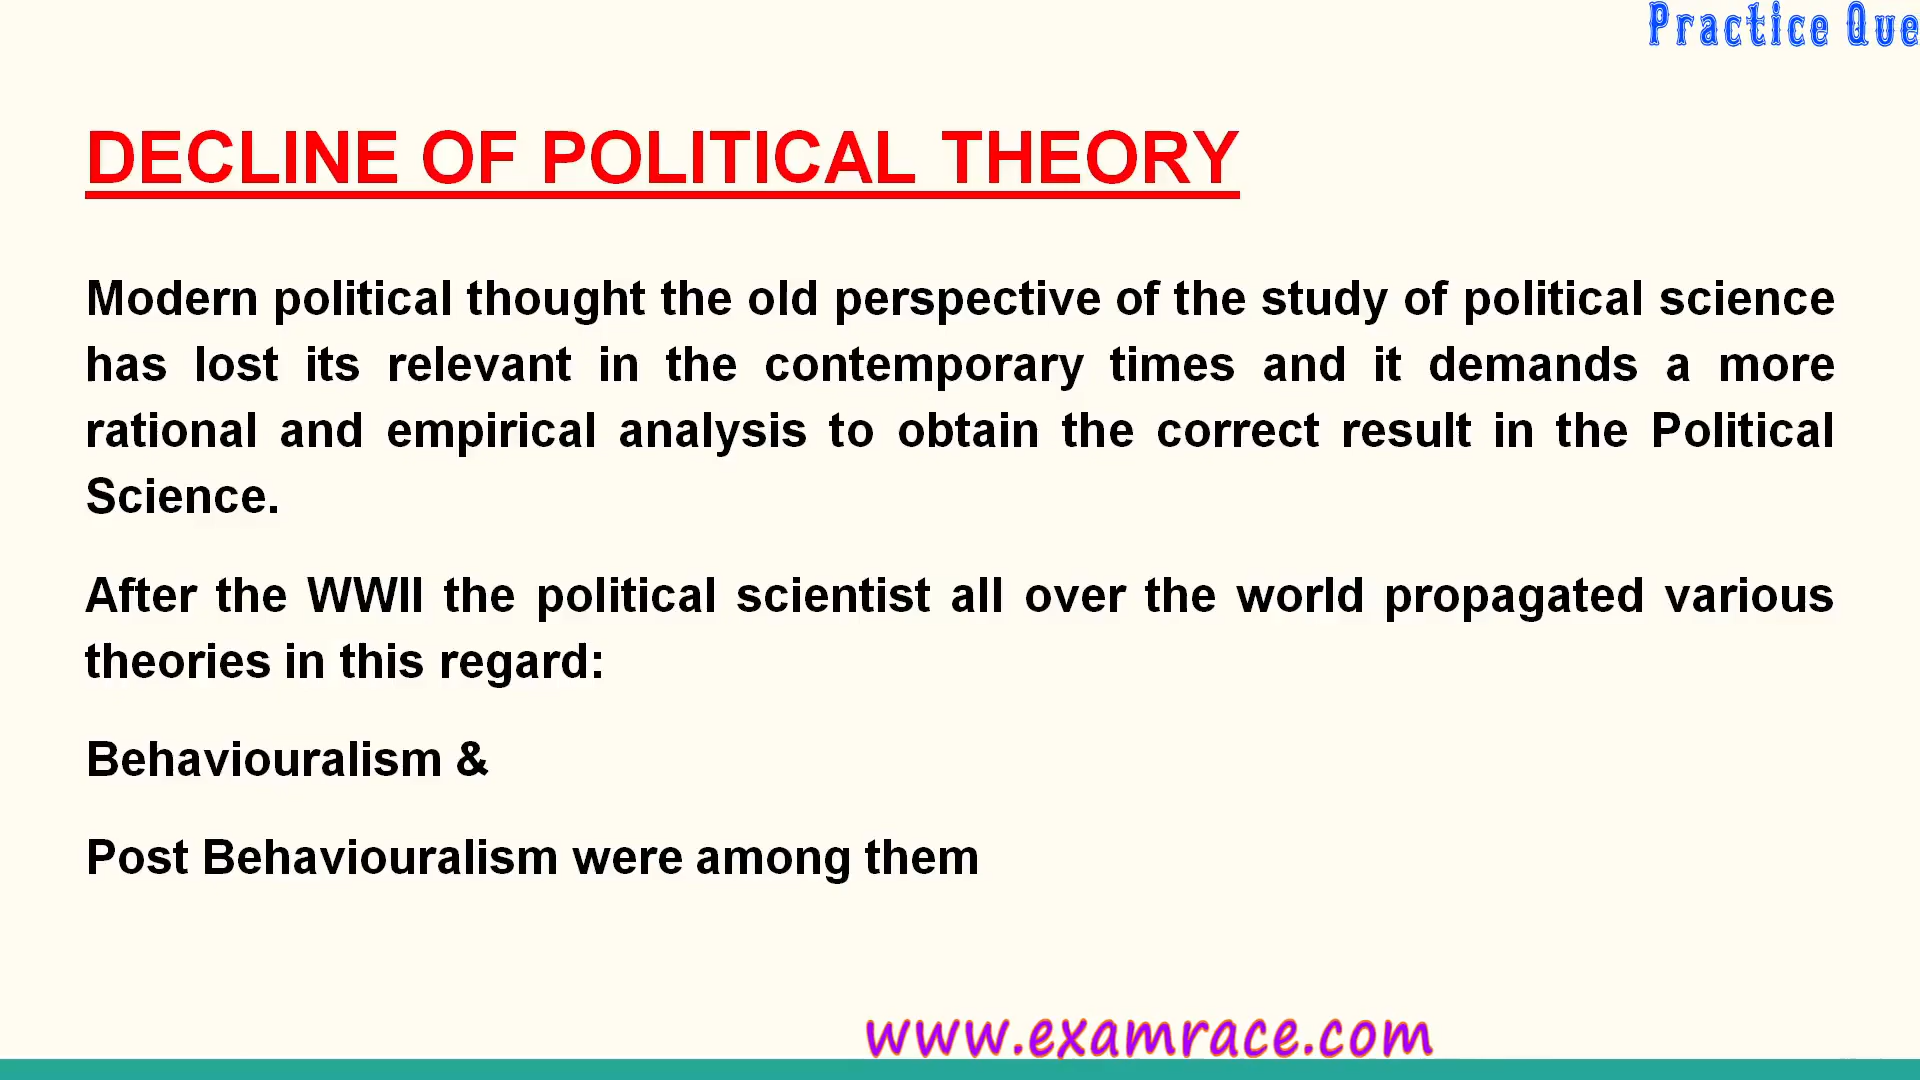 Practice Que
DECLINE OF POLITICAL THEORY
Modern political thought the old perspective of the study of political science
has lost its relevant in the contemporary times and it demands a more
rational and empirical analysis to obtain the correct result in the Political
Science.
After the WWII the political scientist all over the world propagated various
theories in this regard:
Behaviouralism &
Post Behaviouralism were among them
www.examrace.com